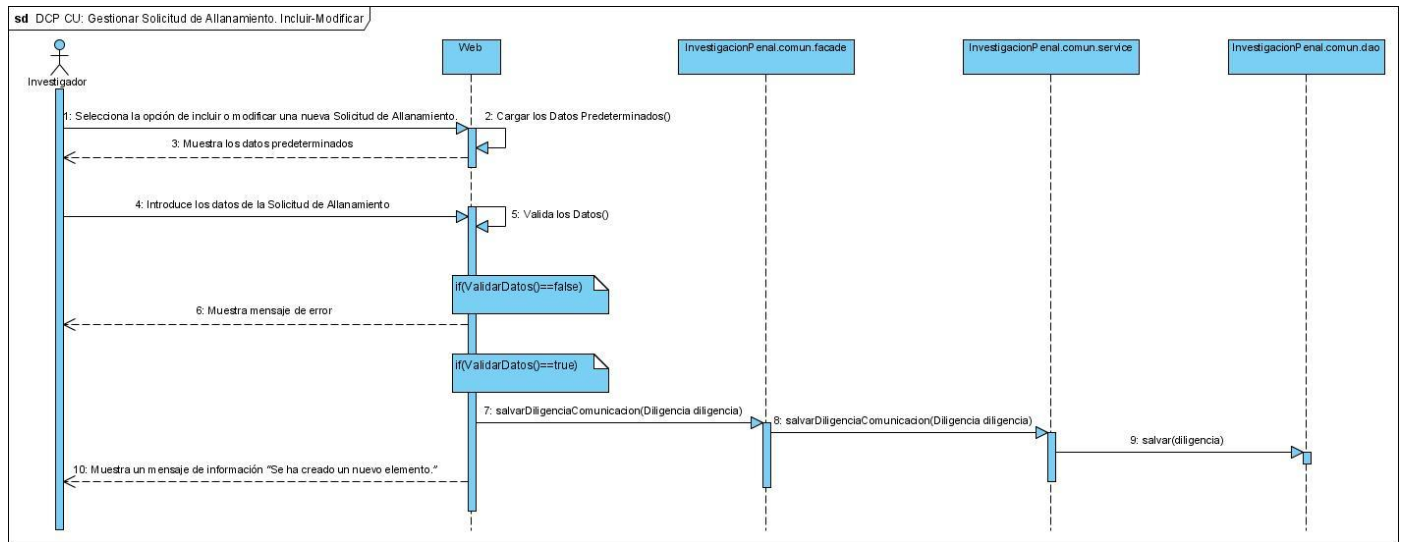 sd DCP CU: Gestionar Solicitud de Allanamiento. Incluir-Modificar
Investigador
Web
InvestigacionPenal.comun.facade
InvestigacionPenal.comun.service
InvestigacionPenal.comun.dao
1: Selecciona la opción de incluir o modificar una nueva Solicitud de Allanamiento.
2: Cargar los Datos Predeterminados()
3: Muestra los datos predeterminados
4: Introduce los datos de la Solicitud de Allanamiento
5: Valida los Datos()
if(ValidarDatos()==false)
6: Muestra mensaje de error
if(ValidarDatos()==true)
7: salvarDiligenciaComunicacion(Diligencia diligencia)
8: salvarDiligenciaComunicacion(Diligencia diligencia)
9: salvar(diligencia)
10: Muestra un mensaje de información “Se ha creado un nuevo elemento.”